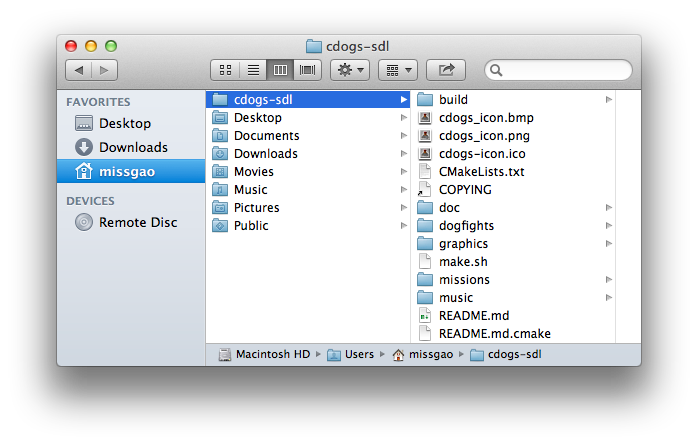 cdogs-sdl
FAVORITES
Desktop
Downloads
missgao
DEVICES
Remote Disc
cdogs-sdl
Desktop
Documents
Downloads
Movies
Music
Pictures
Public
build
cdogs_icon.bmp
cdogs_icon.png
cdogs-icon.ico
CMakeLists.txt
COPYING
doc
dogfights
graphics
make.sh
missions
music
README.md
README.md.cmake
Macintosh HD ▸ Users ▸ missgao ▸ cdogs-sdl